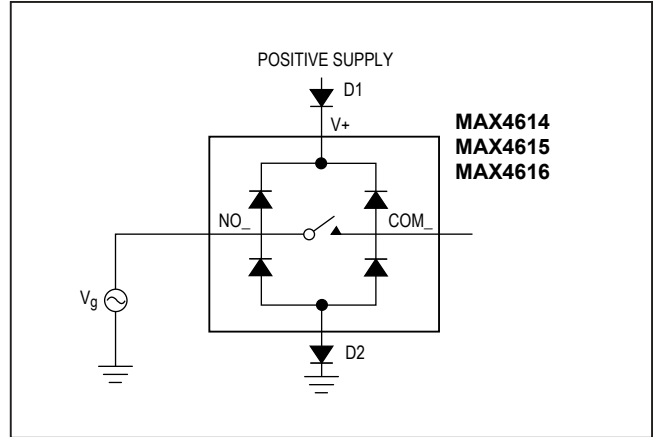 POSITIVE SUPPLY
D1
V+
MAX4614
MAX4615
MAX4616
NO_
COM_
Vg
D2